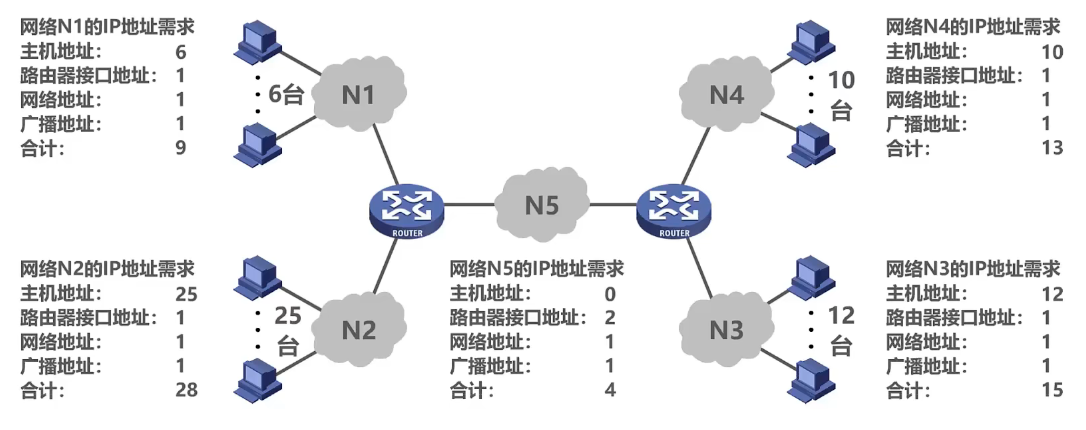 网络N1的IP地址需求
主机地址： 6
路由器接口地址： 1
网络地址： 1
广播地址： 1
合计： 9
6台
N1
网络N4的IP地址需求
主机地址： 10
路由器接口地址： 1
网络地址： 1
广播地址： 1
合计： 13
10
台
N4
ROUTER
N5
ROUTER
网络N2的IP地址需求
主机地址： 25
路由器接口地址： 1
网络地址： 1
广播地址： 1
合计： 28
25
台
N2
网络N5的IP地址需求
主机地址： 0
路由器接口地址： 2
网络地址： 1
广播地址： 1
合计： 4
N3
12
台
网络N3的IP地址需求
主机地址： 12
路由器接口地址： 1
网络地址： 1
广播地址： 1
合计： 15